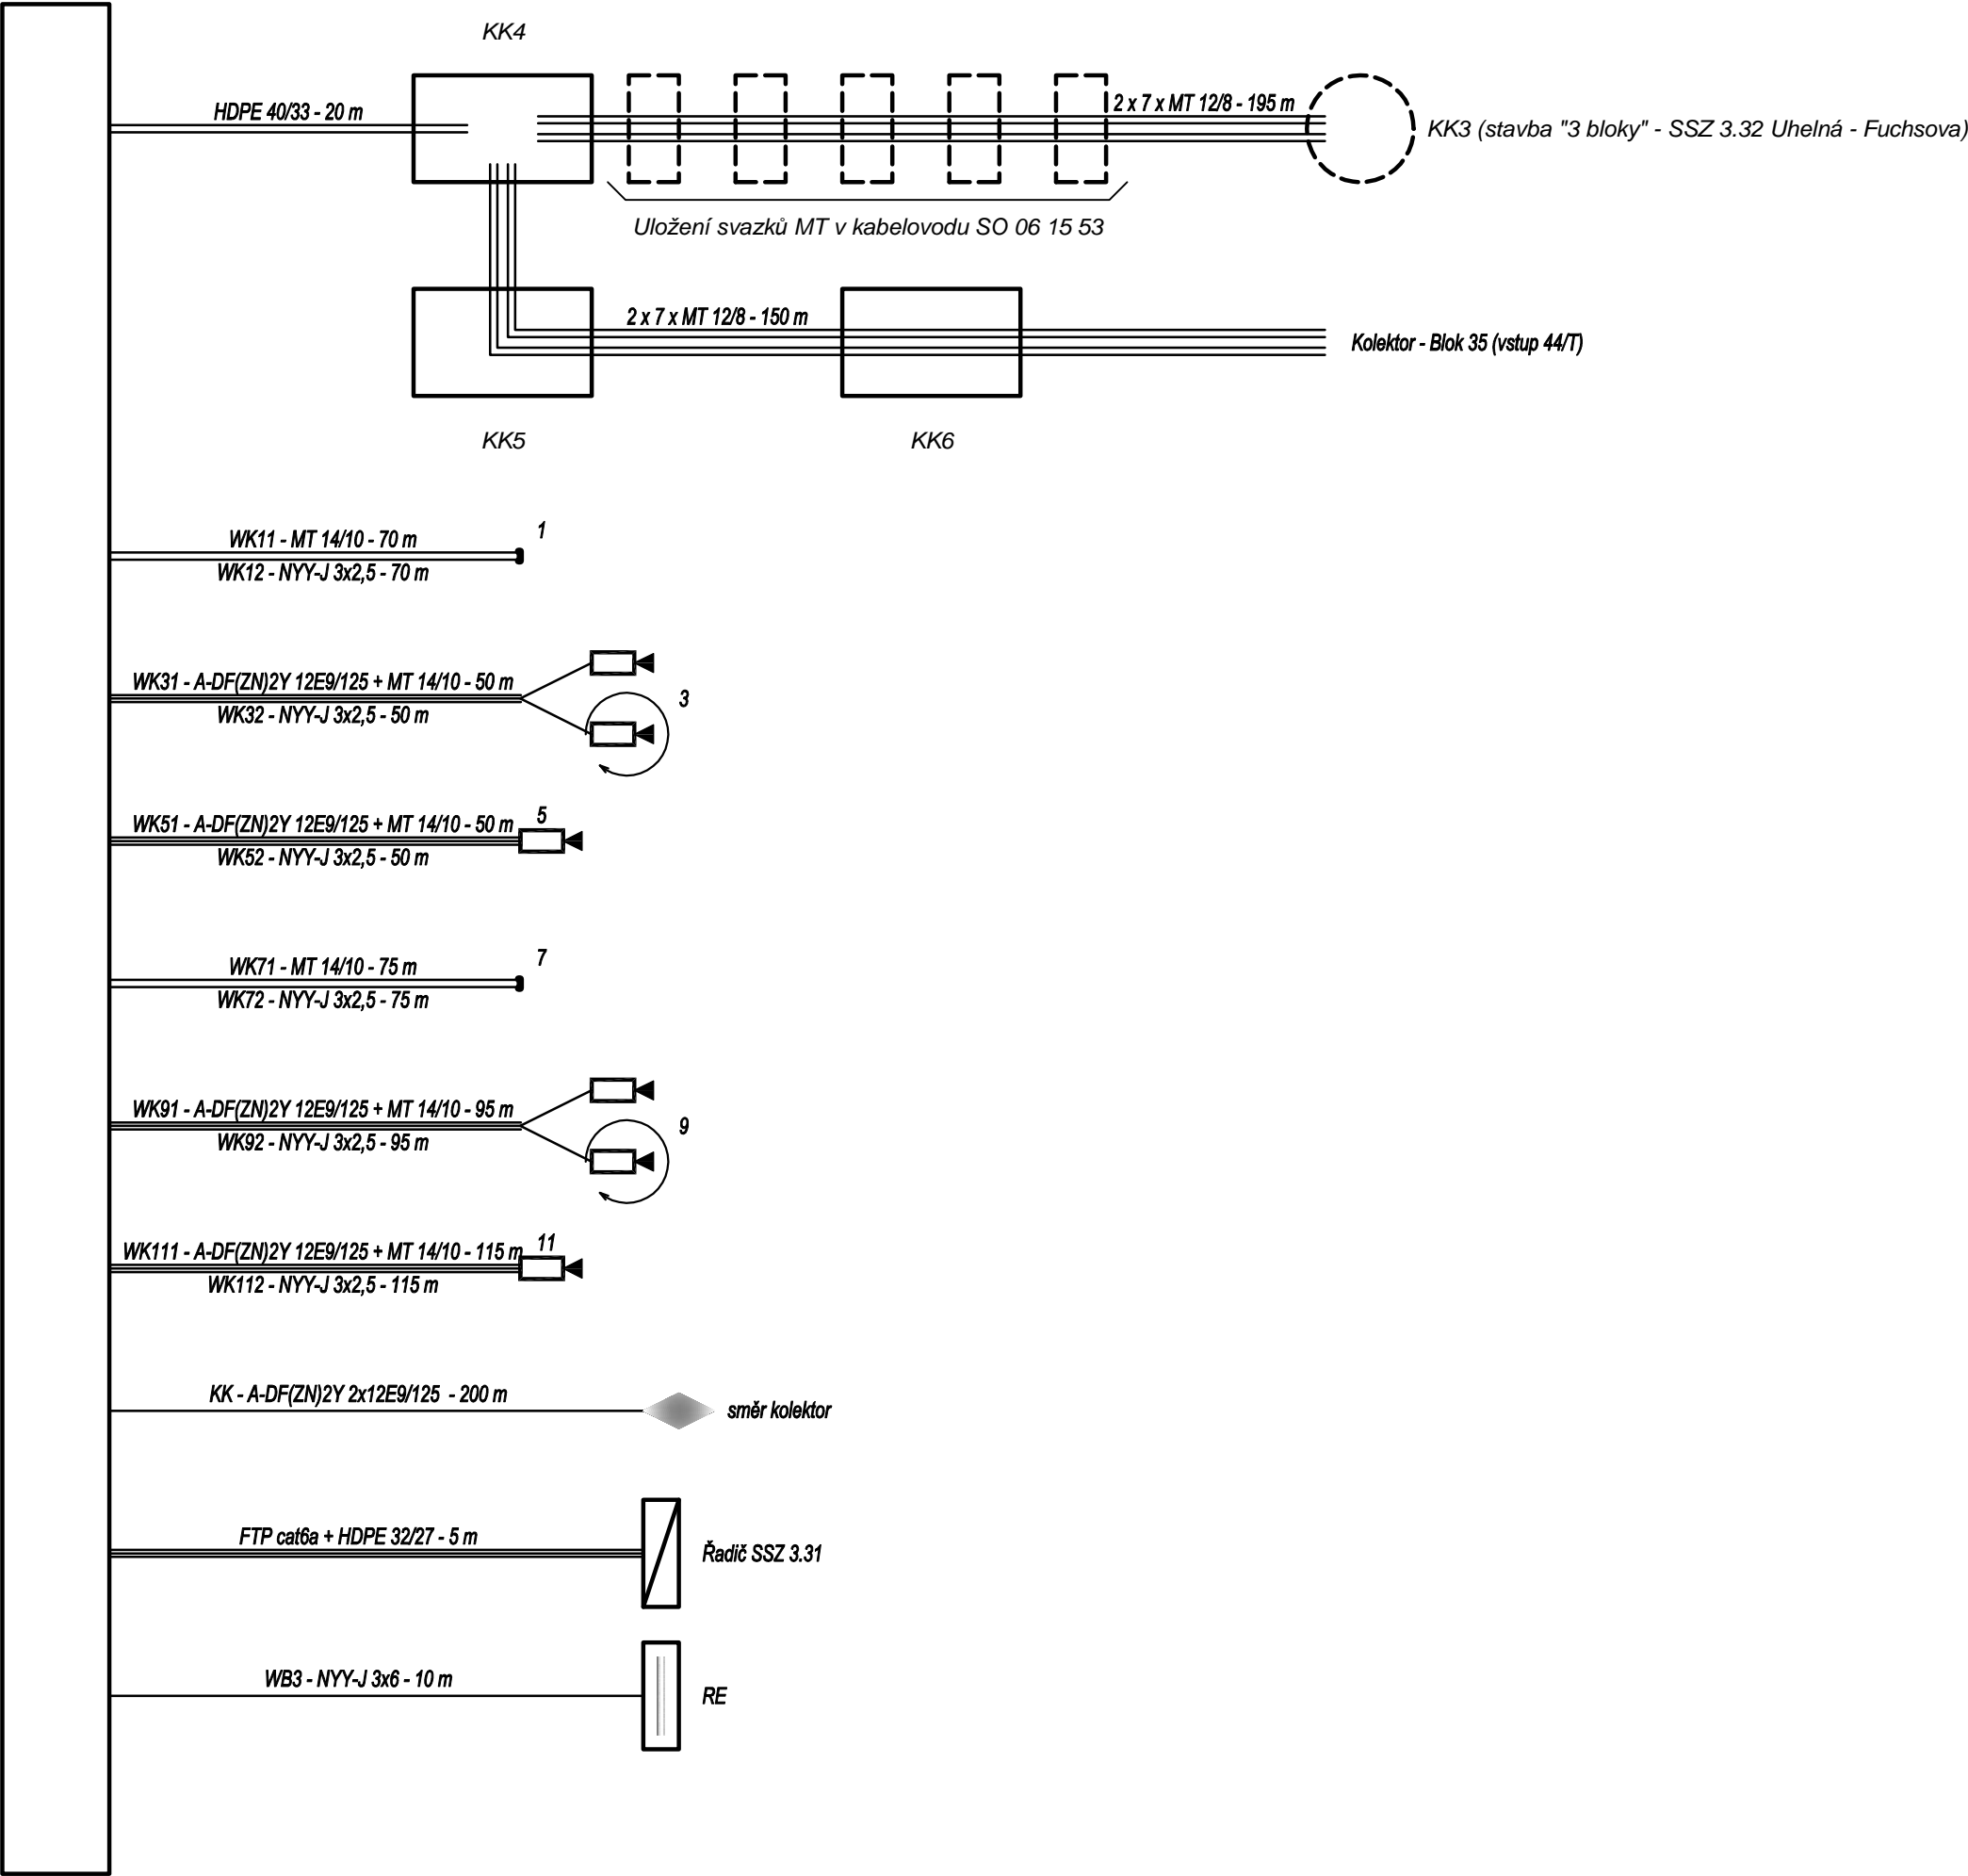 KK4
HDPE 40/33 - 20 m
2 x 7 x MT 12/8 - 195 m
KK3 (stavba "3 bloky" - SSZ 3.32 Uhelná - Fuchsova)
Uložení svazků MT v kabelovodu SO 06 15 53
2 x 7 x MT 12/8 - 150 m
Kolektor - Blok 35 (vstup 44/T)
KK5
KK6
WK11 - MT 14/10 - 70 m
1
WK12 - NYY-J 3x2,5 - 70 m
WK31 - A-DF(ZN)2Y 12E9/125 + MT 14/10 - 50 m
3
WK32 - NYY-J 3x2,5 - 50 m
WK51 - A-DF(ZN)2Y 12E9/125 + MT 14/10 - 50 m
5
WK52 - NYY-J 3x2,5 - 50 m
WK71 - MT 14/10 - 75 m
7
WK72 - NYY-J 3x2,5 - 75 m
WK91 - A-DF(ZN)2Y 12E9/125 + MT 14/10 - 95 m
9
WK92 - NYY-J 3x2,5 - 95 m
WK111 - A-DF(ZN)2Y 12E9/125 + MT 14/10 - 115 m
11
WK112 - NYY-J 3x2,5 - 115 m
KK - A-DF(ZN)2Y 2x12E9/125 - 200 m
směr kolektor
FTP cat6a + HDPE 32/27 - 5 m
Řadič SSZ 3.31
WB3 - NYY-J 3x6 - 10 m
RE